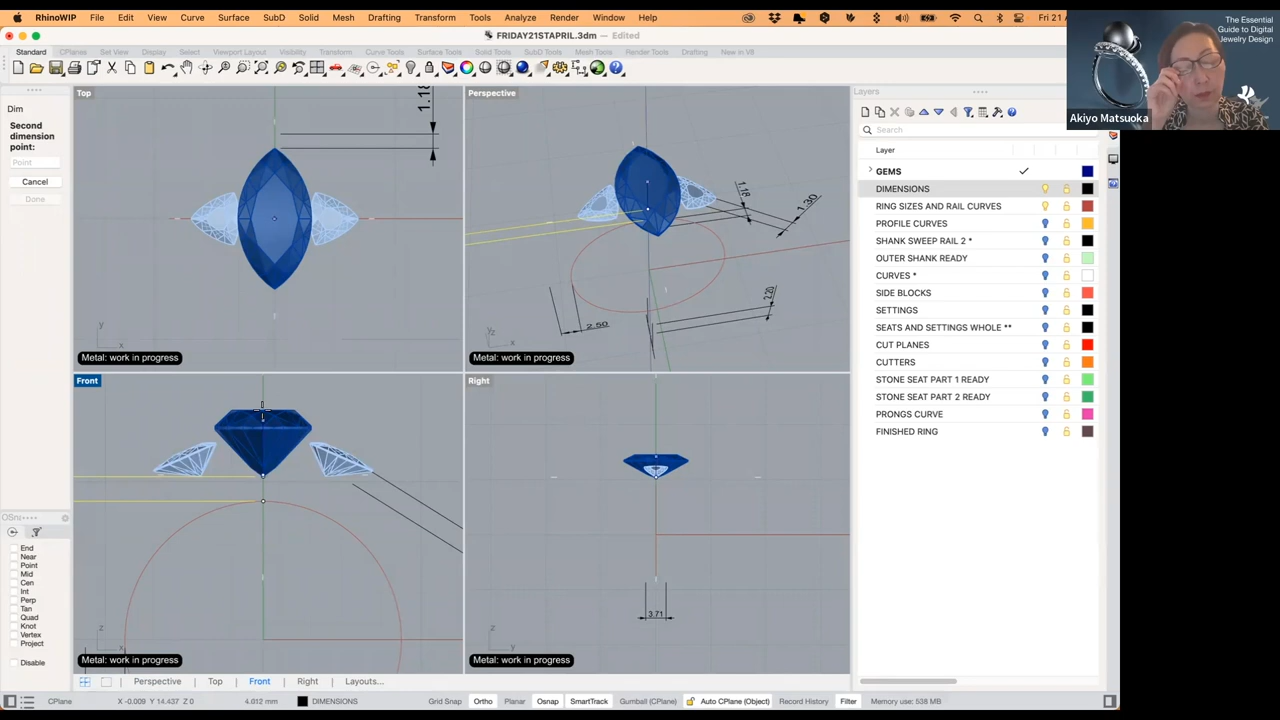 RhinoWIP File Edit View Curve Surface SubD Solid Mesh Drafting Transform Tools Analyze Render Window Help
FRIDAY21STAPRIL.3dm — Edited
The Essential
Guide to Digital
Jewelry Design
Akiyo Matsuoka
Standard CPlanes Set View Display Select Viewport Layout Visibility Transform Curve Tools Surface Tools Solid Tools SubD Tools Mesh Tools Render Tools Drafting New in V8
Dim
Second
dimension
point:
Point
Cancel
Done
Top
y
x
Metal: work in progress
Perspective
1.18
1.30
2.20
2.50
Metal: work in progress
Front
z
x
Metal: work in progress
Right
3.71
z
y
Metal: work in progress
Layers
Search
Layer
GEMS
DIMENSIONS
RING SIZES AND RAIL CURVES
PROFILE CURVES
SHANK SWEEP RAIL 2 *
OUTER SHANK READY
CURVES *
SIDE BLOCKS
SETTINGS
SEATS AND SETTINGS WHOLE **
CUT PLANES
CUTTERS
STONE SEAT PART 1 READY
STONE SEAT PART 2 READY
PRONGS CURVE
FINISHED RING
End
Near
Point
Mid
Cen
Int
Perp
Tan
Quad
Knot
Vertex
Project
Disable
Perspective Top Front Right Layouts...
CPlane X -0.009 Y 14.437 Z 0 4.012 mm DIMENSIONS Grid Snap Ortho Planar Osnap SmartTrack Gumball (CPlane) Auto CPlane (Object) Record History Filter Memory use: 538 MB